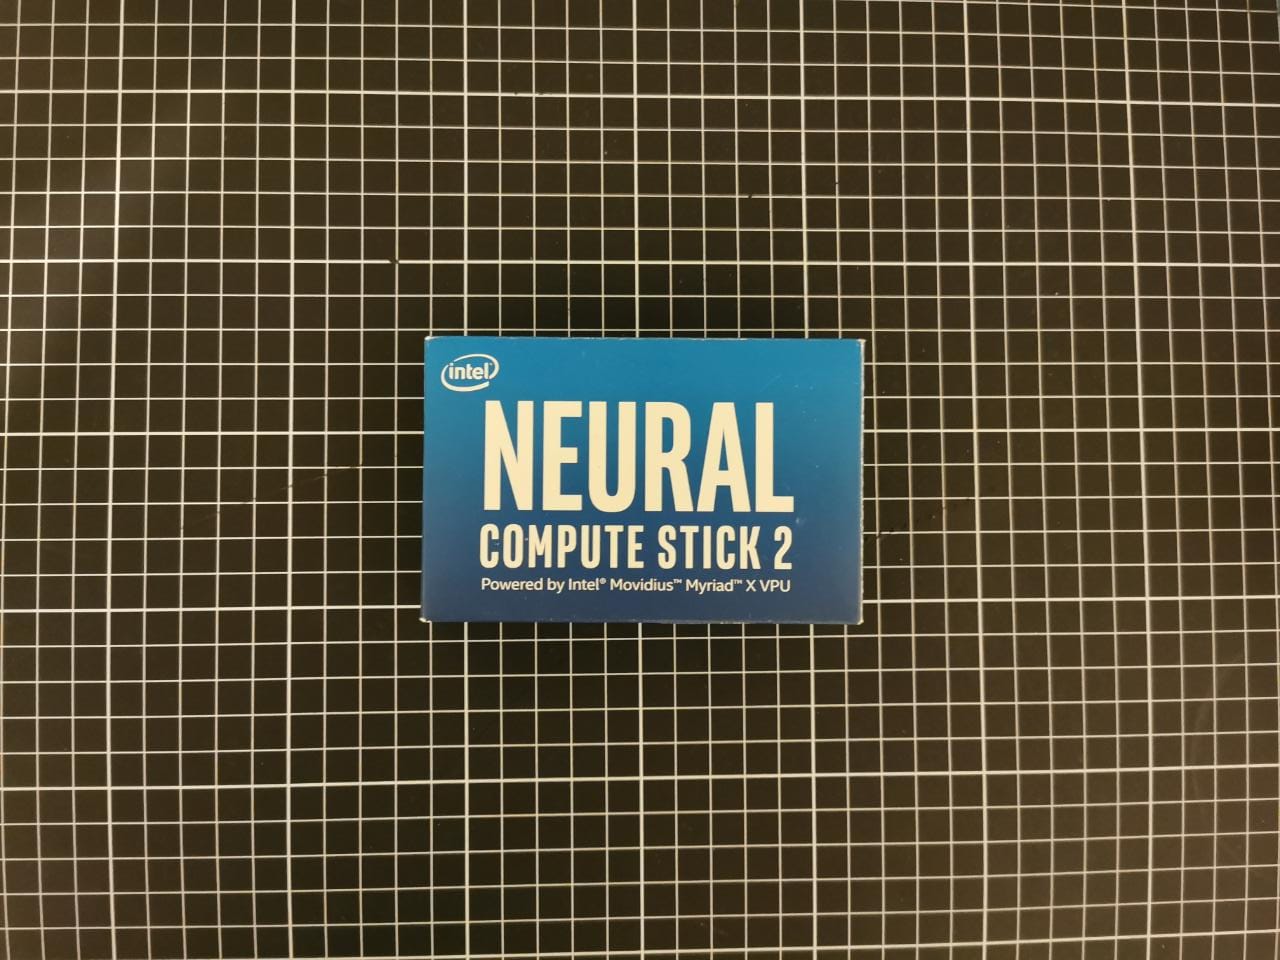 intel
NEURAL
COMPUTE STICK 2
Powered by Intel® Movidius™ Myriad™ X VPU